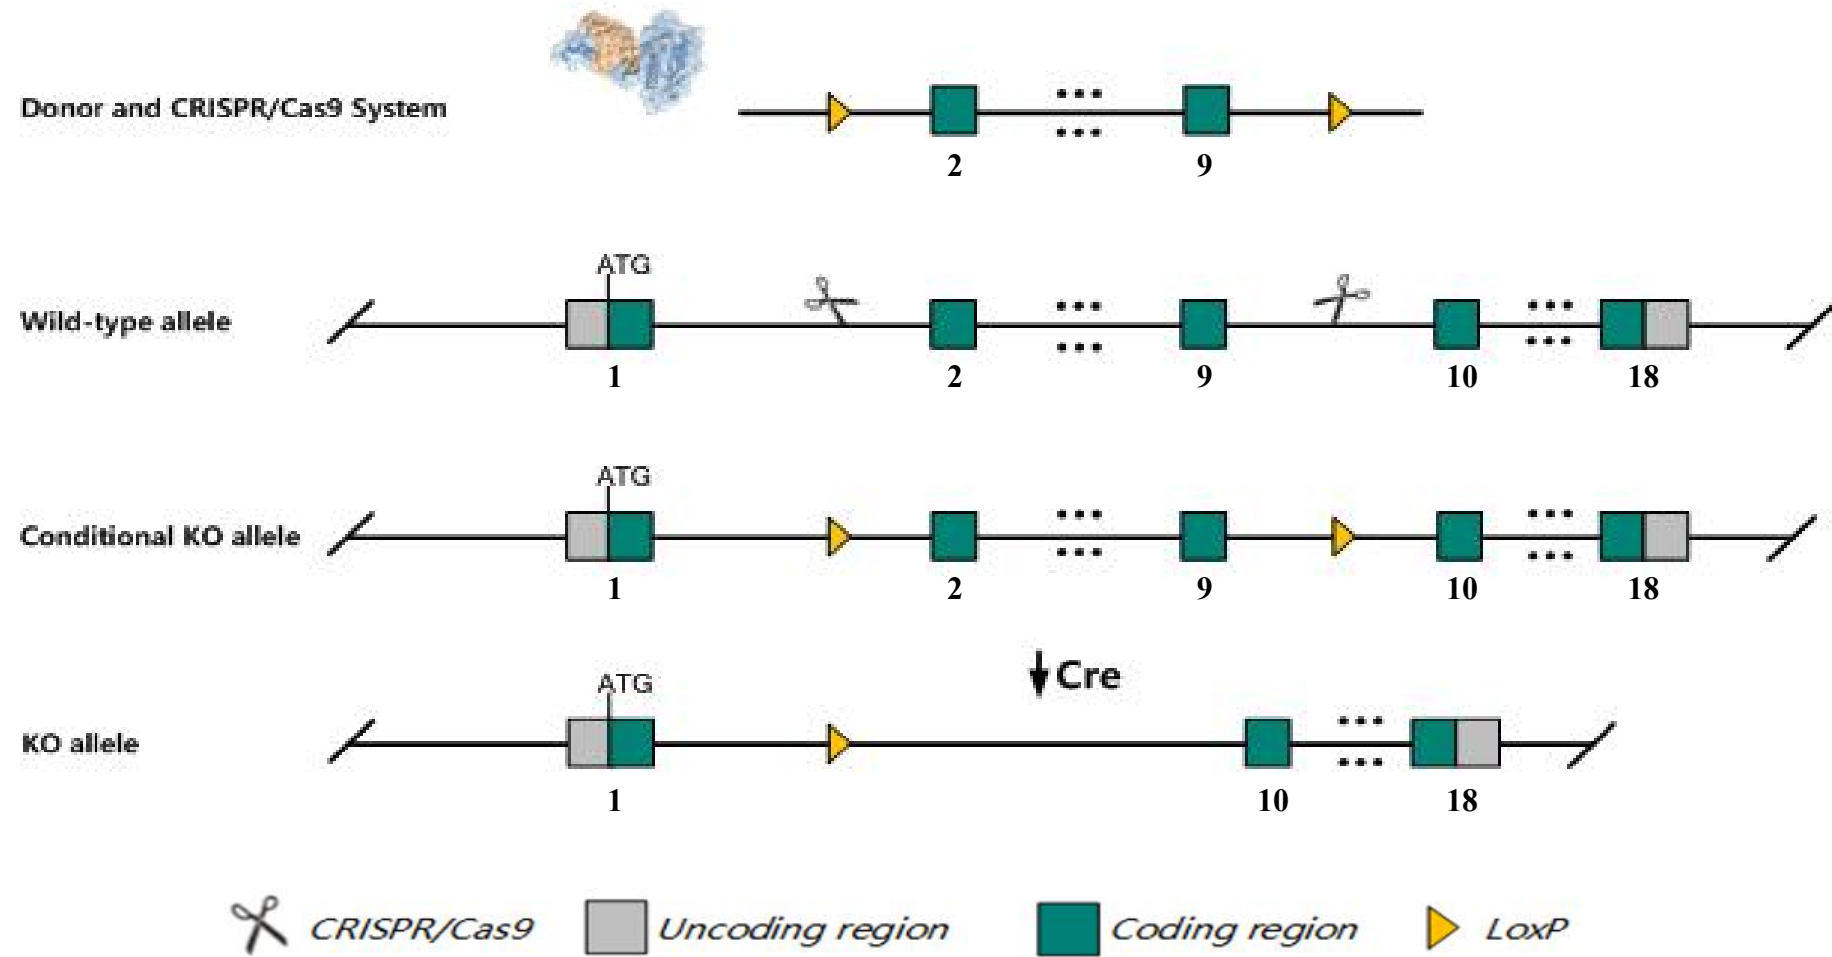 Donor and CRISPR/Cas9 System
2 9
ATG
Wild-type allele
1 2 9 10 18
ATG
Conditional KO allele
1 2 9 10 18
Cre
ATG
KO allele
1 10 18
CRISPR/Cas9 Uncoding region Coding region LoxP